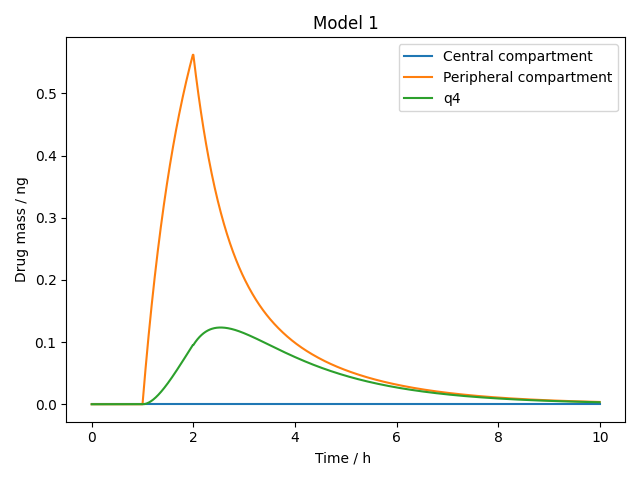 Model 1
Central compartment
Peripheral compartment
q4
Drug mass / ng
0.5
0.4
0.3
0.2
0.1
0.0
0 2 4 6 8 10
Time / h